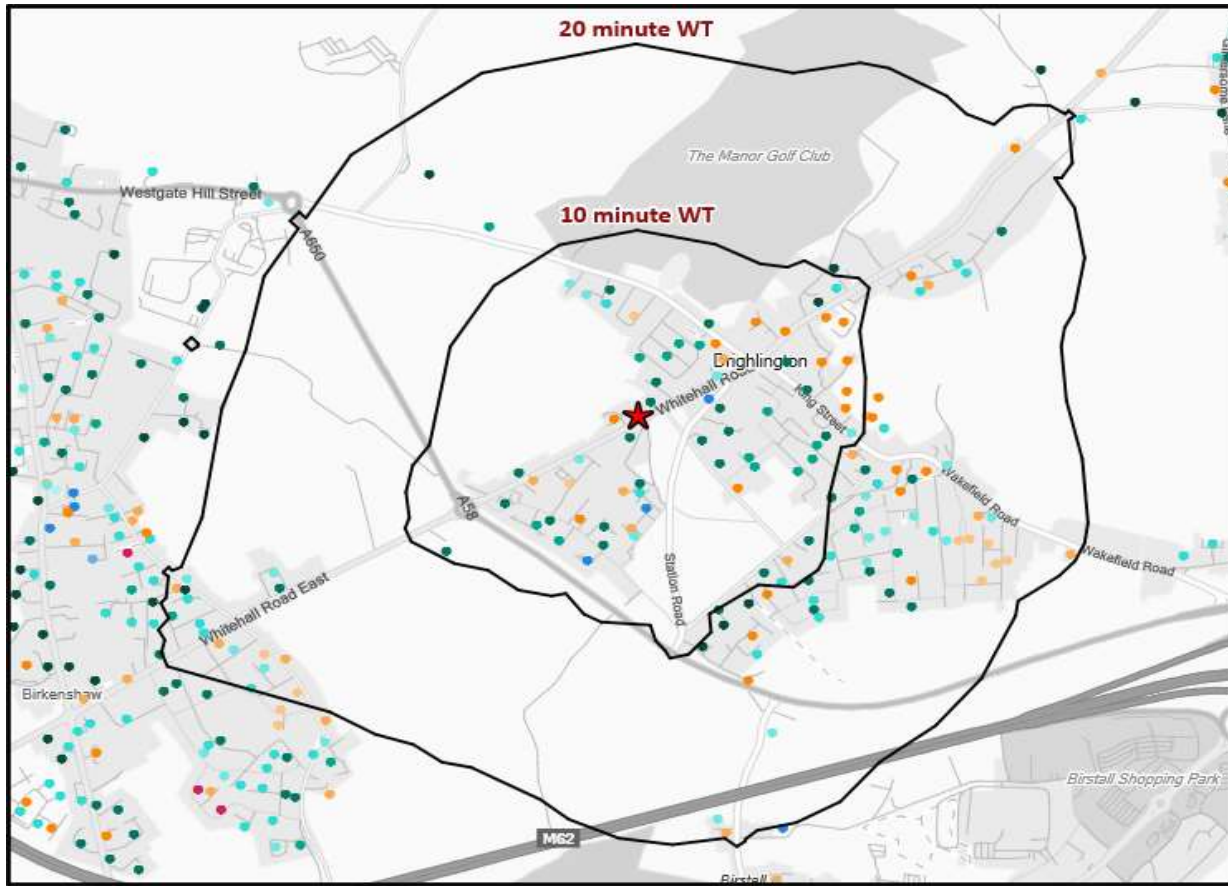 20 minute WT
The Manor Golf Club
Westgate Hill Street
A650
10 minute WT
Drighlington
Whitehall Road
King Street
A58
Wakefield Road
Wakefield Road
Station Road
Whitehall Road East
Birkenshaw
Birstall Shopping Park
M62
Birstall